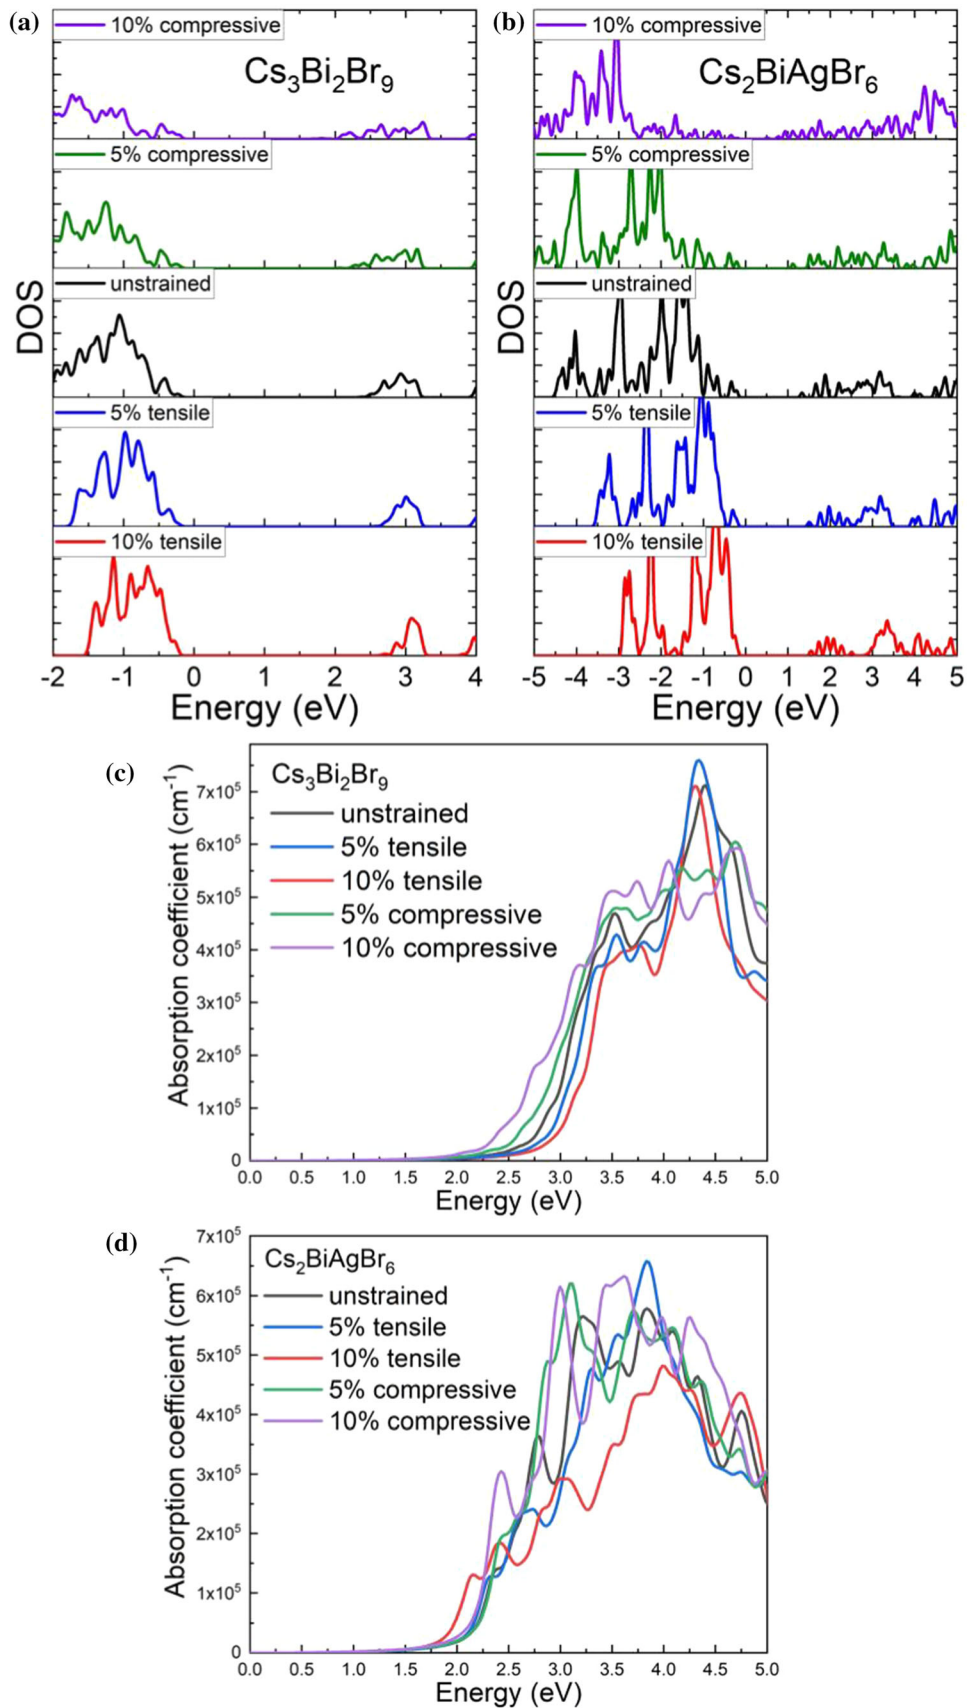 (a)
10% compressive
Cs3Bi2Br9
5% compressive
unstrained
5% tensile
10% tensile
DOS
-2 -1 0 1 2 3 4
Energy (eV)
(b)
10% compressive
Cs2BiAgBr6
5% compressive
unstrained
5% tensile
10% tensile
DOS
-5 -4 -3 -2 -1 0 1 2 3 4 5
Energy (eV)
(c)
Cs3Bi2Br9
unstrained
5% tensile
10% tensile
5% compressive
10% compressive
Absorption coefficient (cm-1)
7x10^5
6x10^5
5x10^5
4x10^5
3x10^5
2x10^5
1x10^5
0
0.0 0.5 1.0 1.5 2.0 2.5 3.0 3.5 4.0 4.5 5.0
Energy (eV)
(d)
Cs2BiAgBr6
unstrained
5% tensile
10% tensile
5% compressive
10% compressive
Absorption coefficient (cm-1)
7x10^5
6x10^5
5x10^5
4x10^5
3x10^5
2x10^5
1x10^5
0
0.0 0.5 1.0 1.5 2.0 2.5 3.0 3.5 4.0 4.5 5.0
Energy (eV)